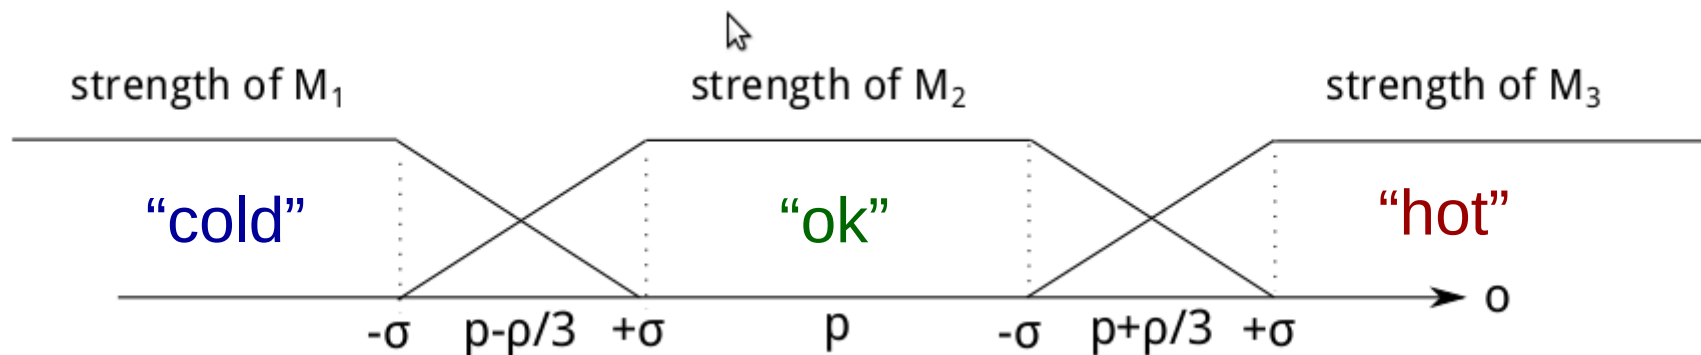 strength of M₁ strength of M₂ strength of M₃
“cold” “ok” “hot”
o
-σ p-ρ/3 +σ p -σ p+ρ/3 +σ